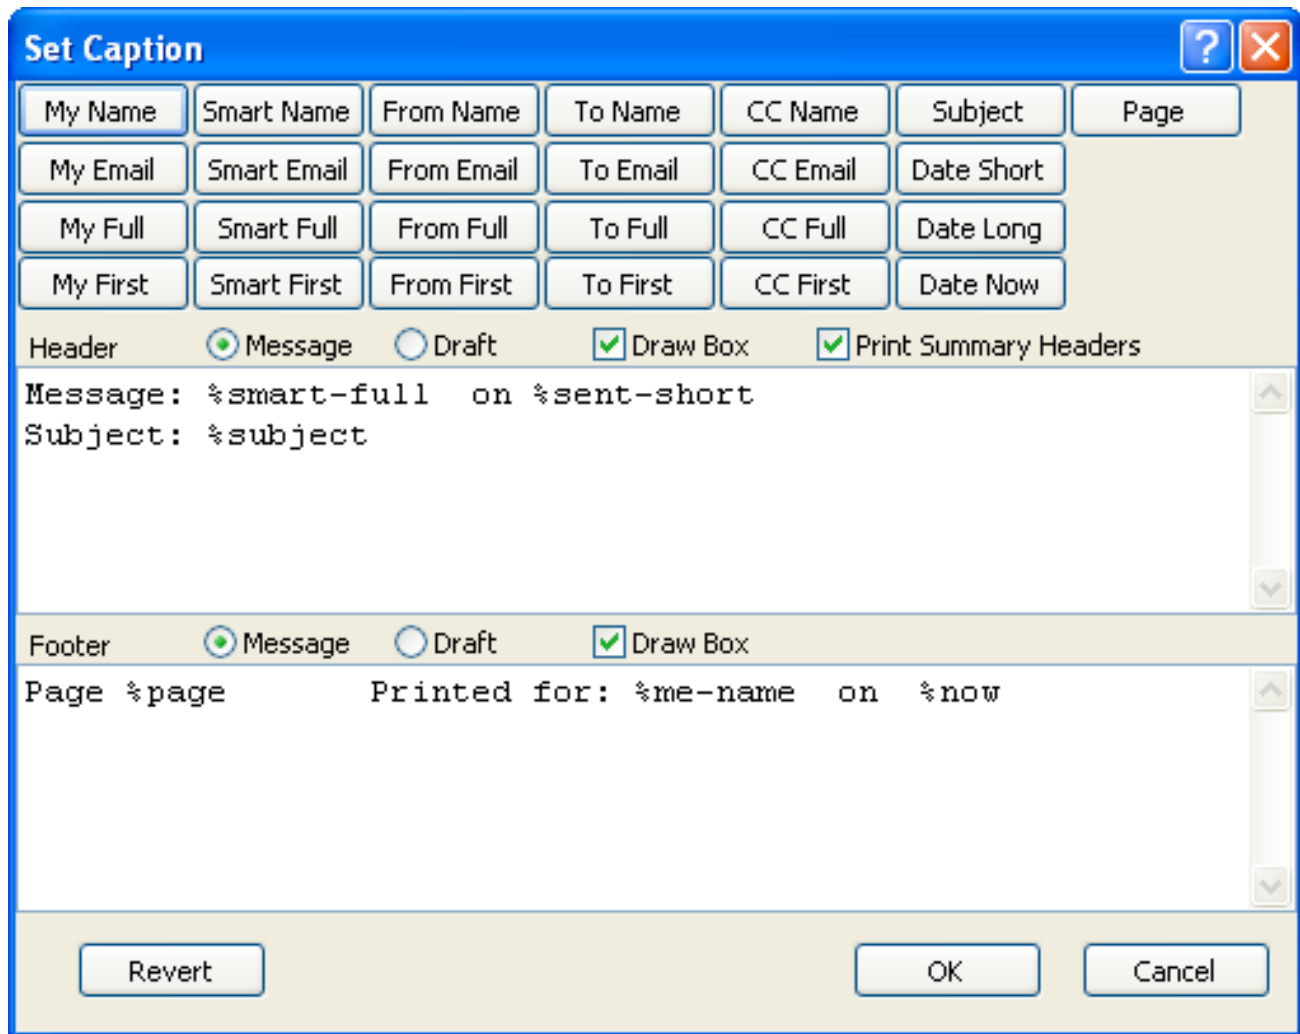 Set Caption
My Name Smart Name From Name To Name CC Name Subject Page
My Email Smart Email From Email To Email CC Email Date Short
My Full Smart Full From Full To Full CC Full Date Long
My First Smart First From First To First CC First Date Now
Header Message Draft Draw Box Print Summary Headers
Message: %smart-full  on %sent-short
Subject: %subject
Footer Message Draft Draw Box
Page %page       Printed for: %me-name  on  %now
Revert OK Cancel